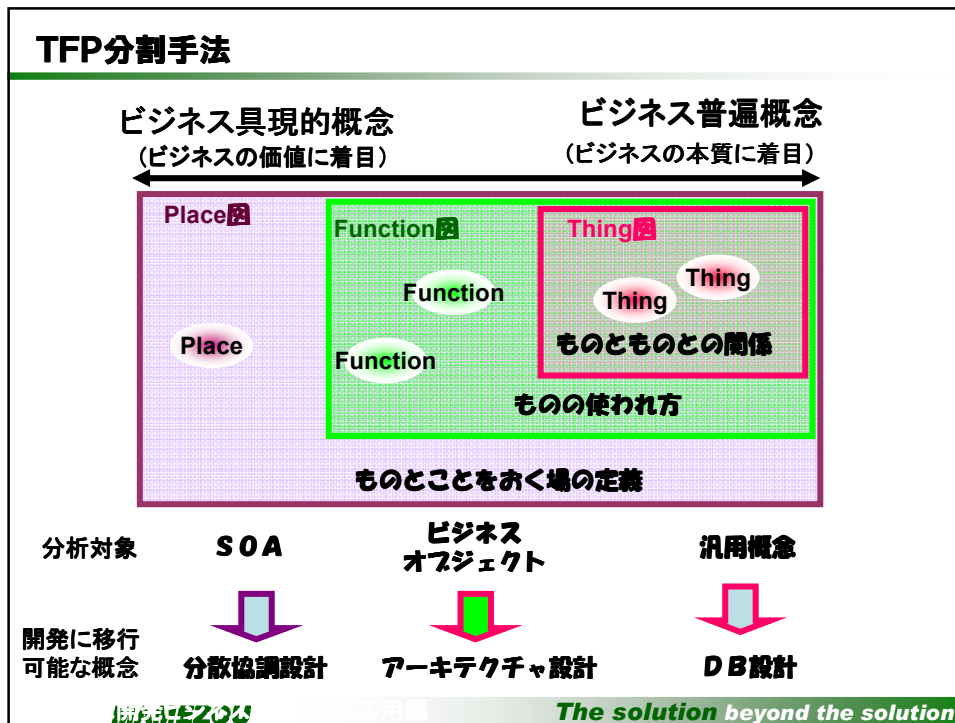 TFP分割手法
ビジネス具現的概念
(ビジネスの価値に着目)
ビジネス普遍概念
(ビジネスの本質に着目)
Place図
Function図
Thing図
Function
Thing
Thing
Place
Function
ものとものとの関係
ものの使われ方
ものとことをおく場の定義
分析対象
SOA
ビジネス
オブジェクト
汎用概念
開発に移行
可能な概念
分散協調設計
アーキテクチャ設計
DB設計
応用編
The solution beyond the solution